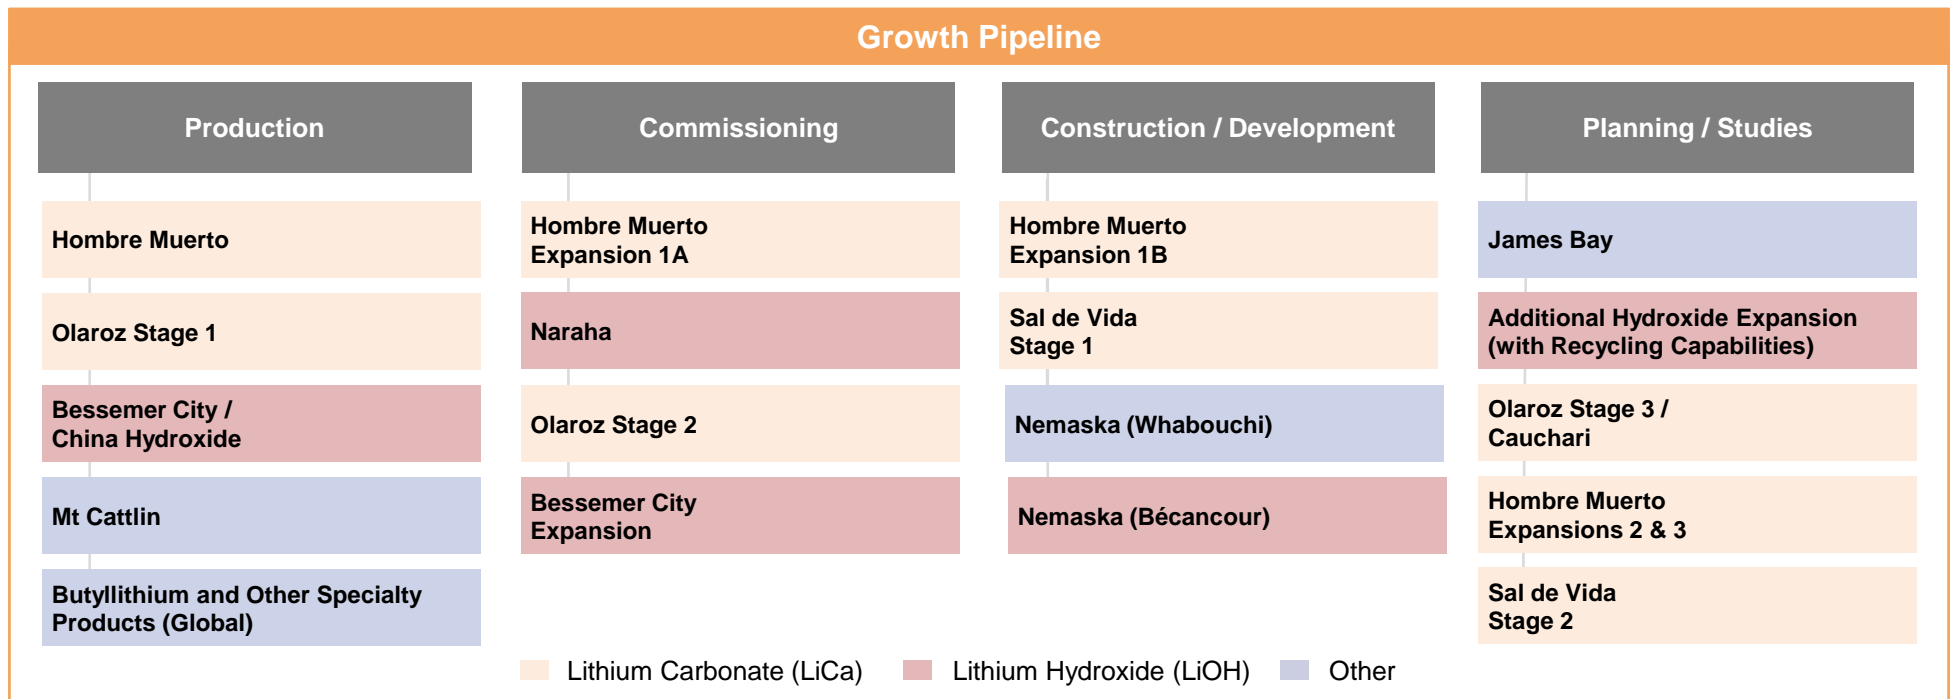 Growth Pipeline
Production
Hombre Muerto
Olaroz Stage 1
Bessemer City /
China Hydroxide
Mt Cattlin
Butyllithium and Other Specialty
Products (Global)
Commissioning
Hombre Muerto
Expansion 1A
Naraha
Olaroz Stage 2
Bessemer City
Expansion
Construction / Development
Hombre Muerto
Expansion 1B
Sal de Vida
Stage 1
Nemaska (Whabouchi)
Nemaska (Bécancour)
Planning / Studies
James Bay
Additional Hydroxide Expansion
(with Recycling Capabilities)
Olaroz Stage 3 /
Cauchari
Hombre Muerto
Expansions 2 & 3
Sal de Vida
Stage 2
Lithium Carbonate (LiCa)
Lithium Hydroxide (LiOH)
Other